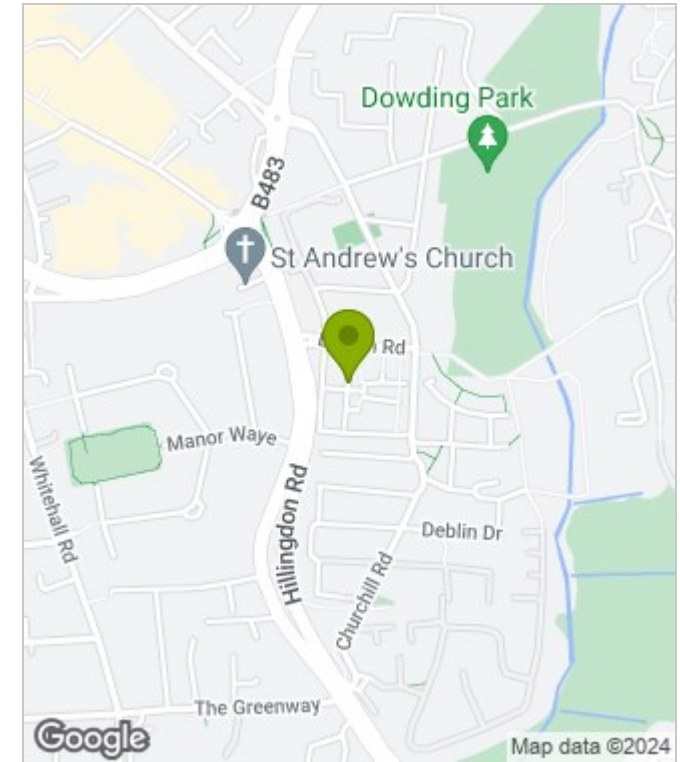 Dowding Park
B483
St Andrew's Church
Rd
Manor Waye
Whitehall Rd
Hillingdon Rd
Deblin Dr
Churchill Rd
The Greenway
Google
Map data ©2024